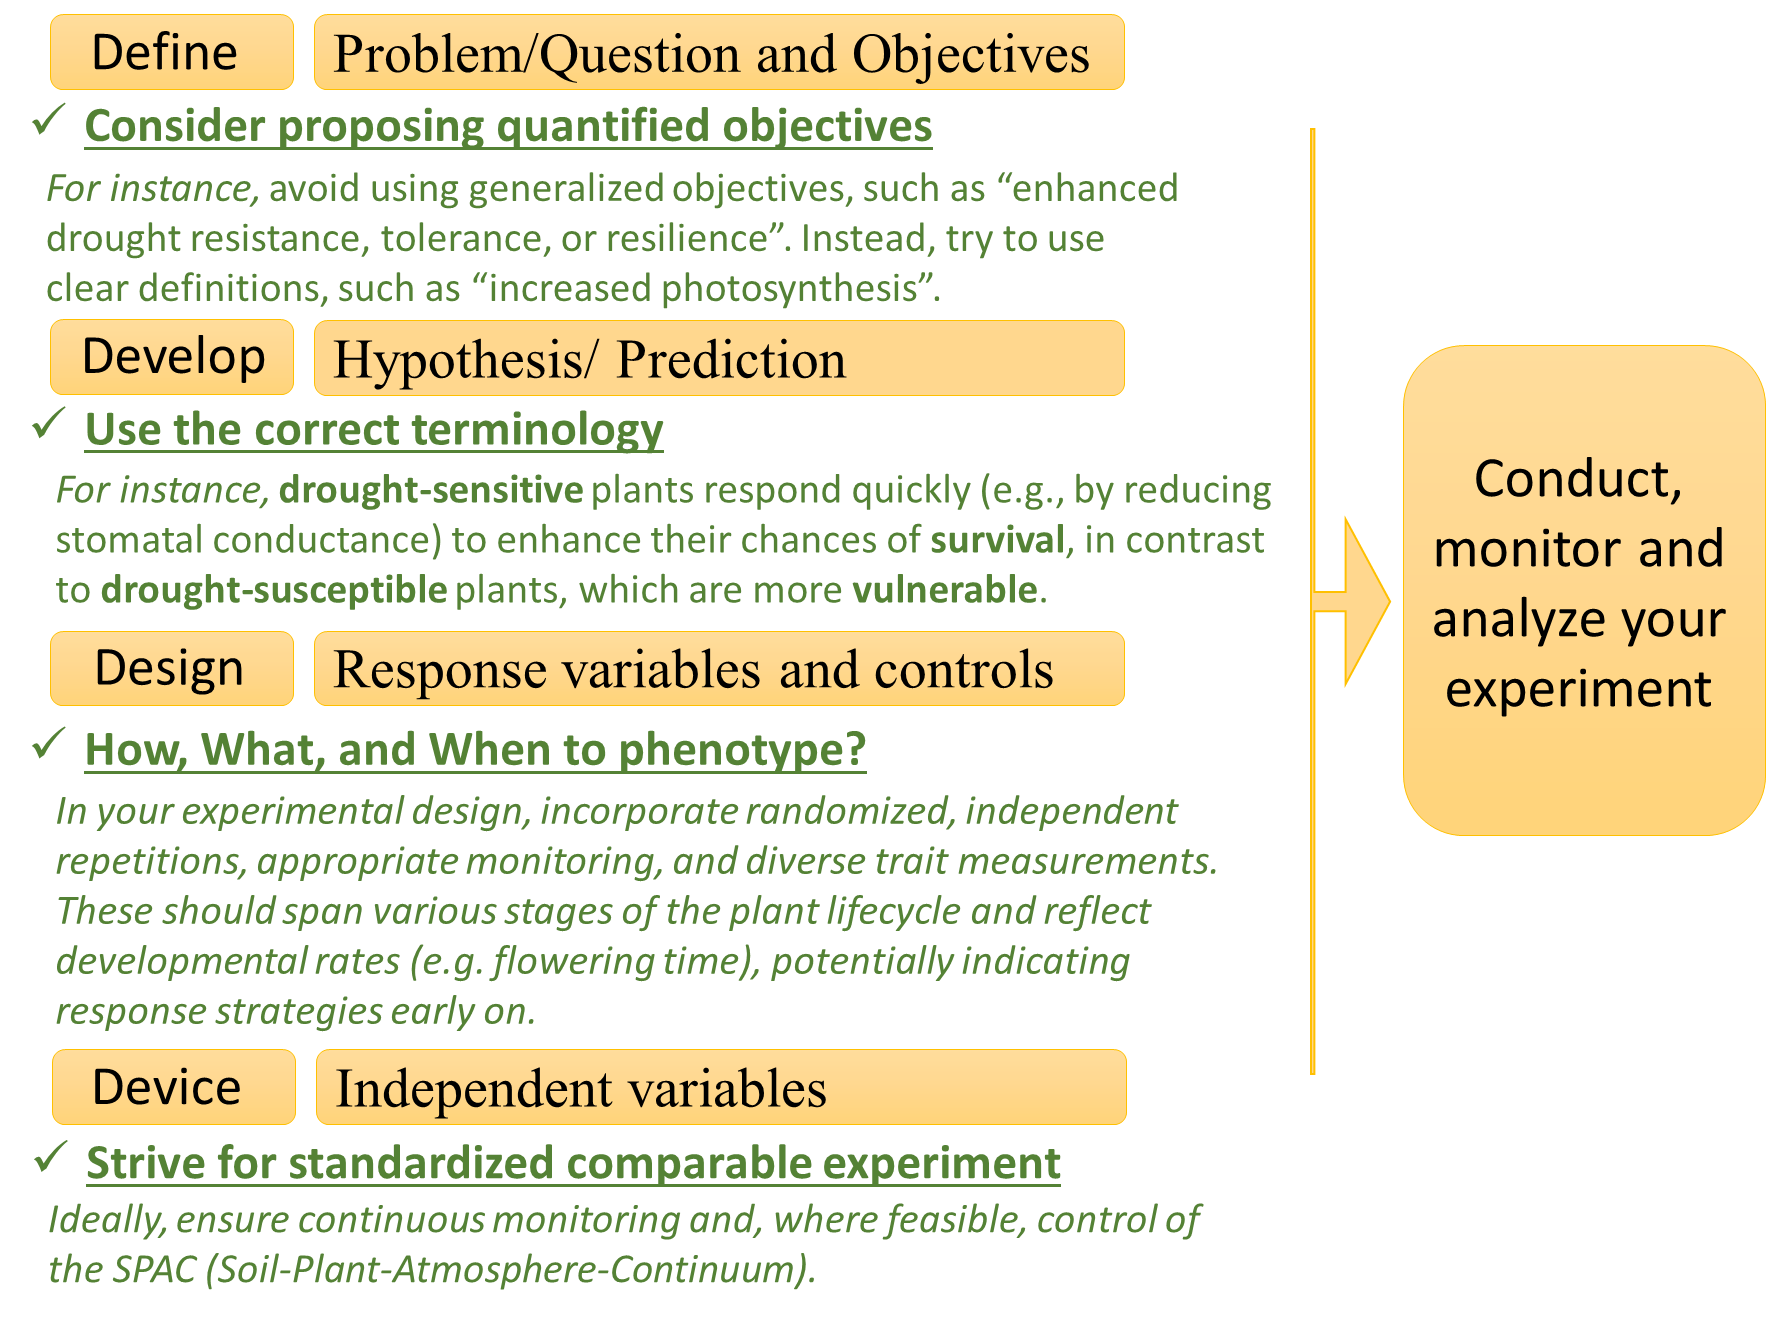 Define Problem/Question and Objectives
✓ Consider proposing quantified objectives
For instance, avoid using generalized objectives, such as “enhanced
drought resistance, tolerance, or resilience”. Instead, try to use
clear definitions, such as “increased photosynthesis”.
Develop Hypothesis/ Prediction
✓ Use the correct terminology
For instance, drought-sensitive plants respond quickly (e.g., by reducing
stomatal conductance) to enhance their chances of survival, in contrast
to drought-susceptible plants, which are more vulnerable.
Design Response variables and controls
✓ How, What, and When to phenotype?
In your experimental design, incorporate randomized, independent
repetitions, appropriate monitoring, and diverse trait measurements.
These should span various stages of the plant lifecycle and reflect
developmental rates (e.g. flowering time), potentially indicating
response strategies early on.
Device Independent variables
✓ Strive for standardized comparable experiment
Ideally, ensure continuous monitoring and, where feasible, control of
the SPAC (Soil-Plant-Atmosphere-Continuum).
Conduct,
monitor and
analyze your
experiment